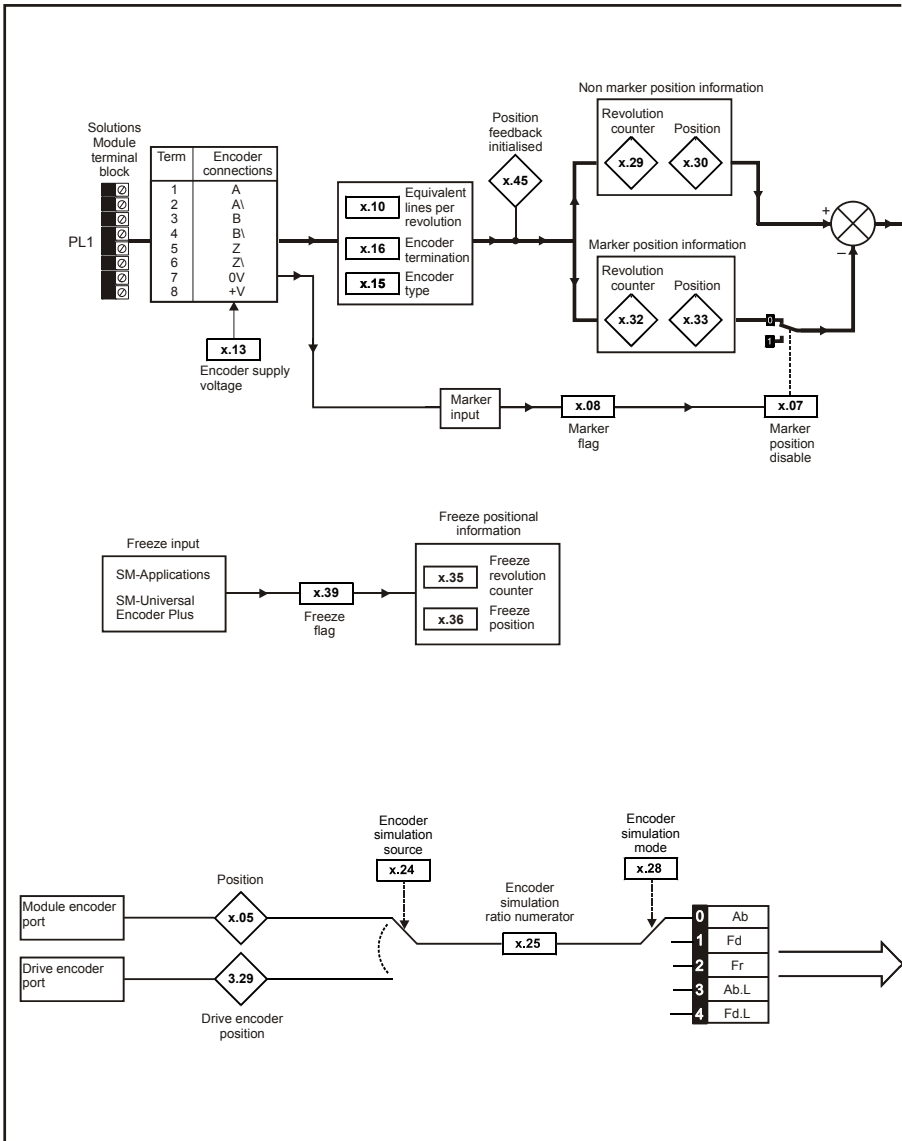 Non marker position information
Revolution
counter
Position
x.29
x.30
Position
feedback
initialised
x.45
Solutions
Module
terminal
block
PL1
Term
Encoder
connections
1 A
2 A\
3 B
4 B\
5 Z
6 Z\
7 0V
8 +V
x.13
Encoder supply
voltage
x.10
Equivalent
lines per
revolution
x.16
Encoder
termination
x.15
Encoder
type
Marker position information
Revolution
counter
Position
x.32
x.33
0
1
+
–
Marker
input
x.08
Marker
flag
x.07
Marker
position
disable
Freeze input
SM-Applications
SM-Universal
Encoder Plus
x.39
Freeze
flag
Freeze positional
information
x.35
Freeze
revolution
counter
x.36
Freeze
position
Module encoder
port
Position
x.05
Drive encoder
port
3.29
Drive encoder
position
Encoder
simulation
source
x.24
Encoder
simulation
ratio numerator
x.25
Encoder
simulation
mode
x.28
0 Ab
1 Fd
2 Fr
3 Ab.L
4 Fd.L